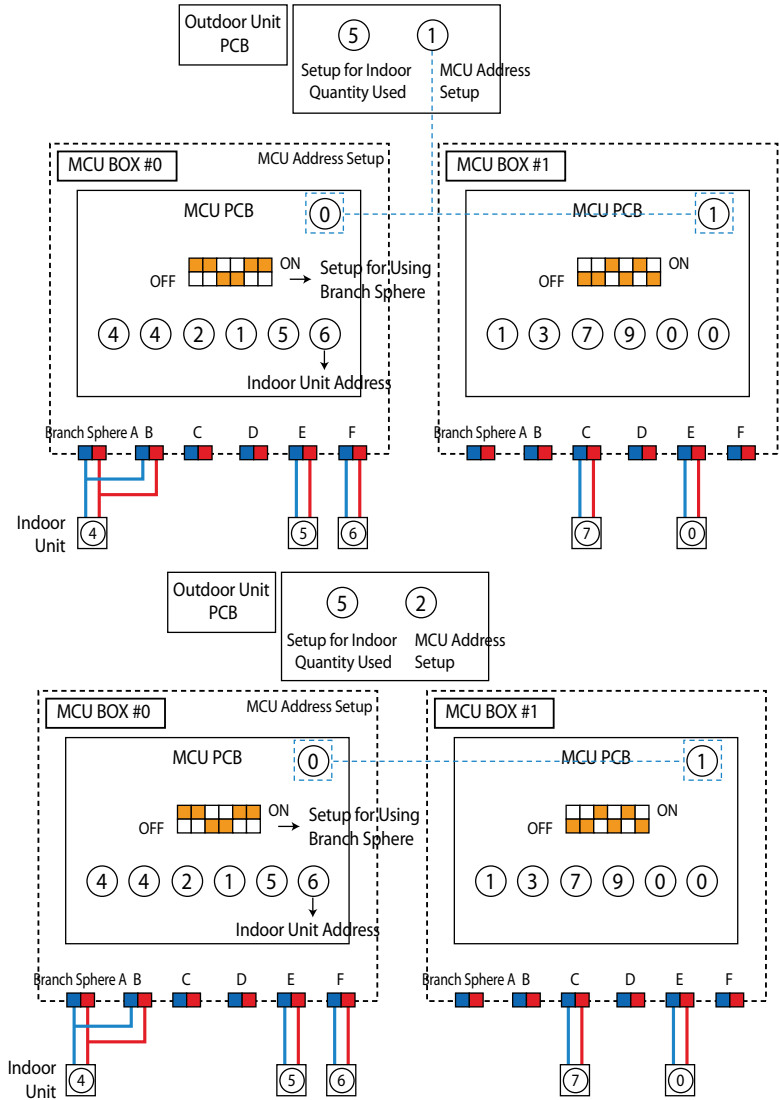 Outdoor Unit
PCB
5 1
Setup for Indoor
Quantity Used
MCU Address
Setup
MCU BOX #0
MCU Address Setup
MCU PCB
0
OFF
ON
Setup for Using
Branch Sphere
4 4 2 1 5 6
Indoor Unit Address
Branch Sphere A B C D E F
Indoor
Unit
4 5 6
MCU BOX #1
MCU PCB
1
OFF
ON
1 3 7 9 0 0
Branch Sphere A B C D E F
7 0
Outdoor Unit
PCB
5 2
Setup for Indoor
Quantity Used
MCU Address
Setup
MCU BOX #0
MCU Address Setup
MCU PCB
0
OFF
ON
Setup for Using
Branch Sphere
4 4 2 1 5 6
Indoor Unit Address
Branch Sphere A B C D E F
Indoor
Unit
4 5 6
MCU BOX #1
MCU PCB
1
OFF
ON
1 3 7 9 0 0
Branch Sphere A B C D E F
7 0